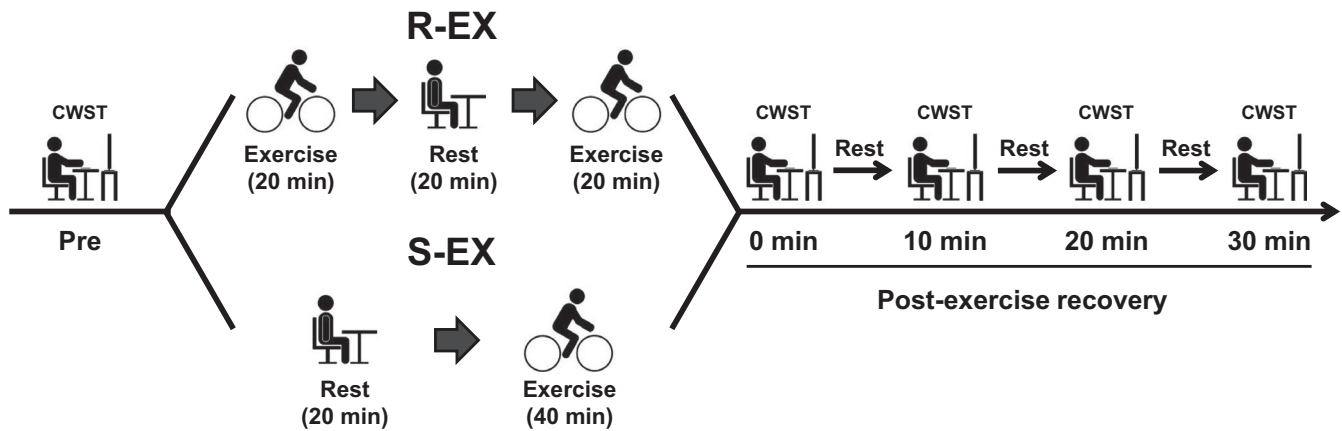 R-EX
CWST
Exercise
(20 min)
Rest
(20 min)
Exercise
(20 min)
Pre
S-EX
Rest
(20 min)
Exercise
(40 min)
CWST
Rest
CWST
Rest
CWST
Rest
CWST
0 min
10 min
20 min
30 min
Post-exercise recovery